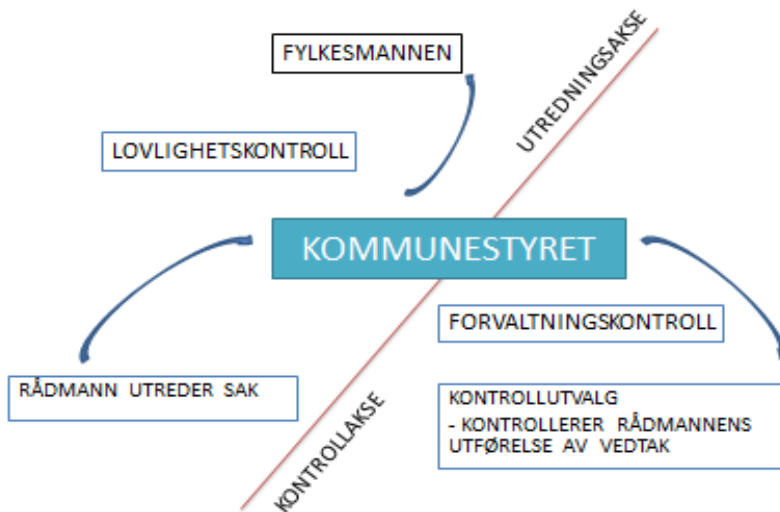 FYLKESMANNEN
UTREDNINGSAKSE
LOVLIGHETSKONTROLL
KOMMUNESTYRET
FORVALTNINGSKONTROLL
RÅDMANN UTREDER SAK
KONTROLLAKSE
KONTROLLUTVALG
- KONTROLLERER RÅDMANNENS
UTFØRELSE AV VEDTAK